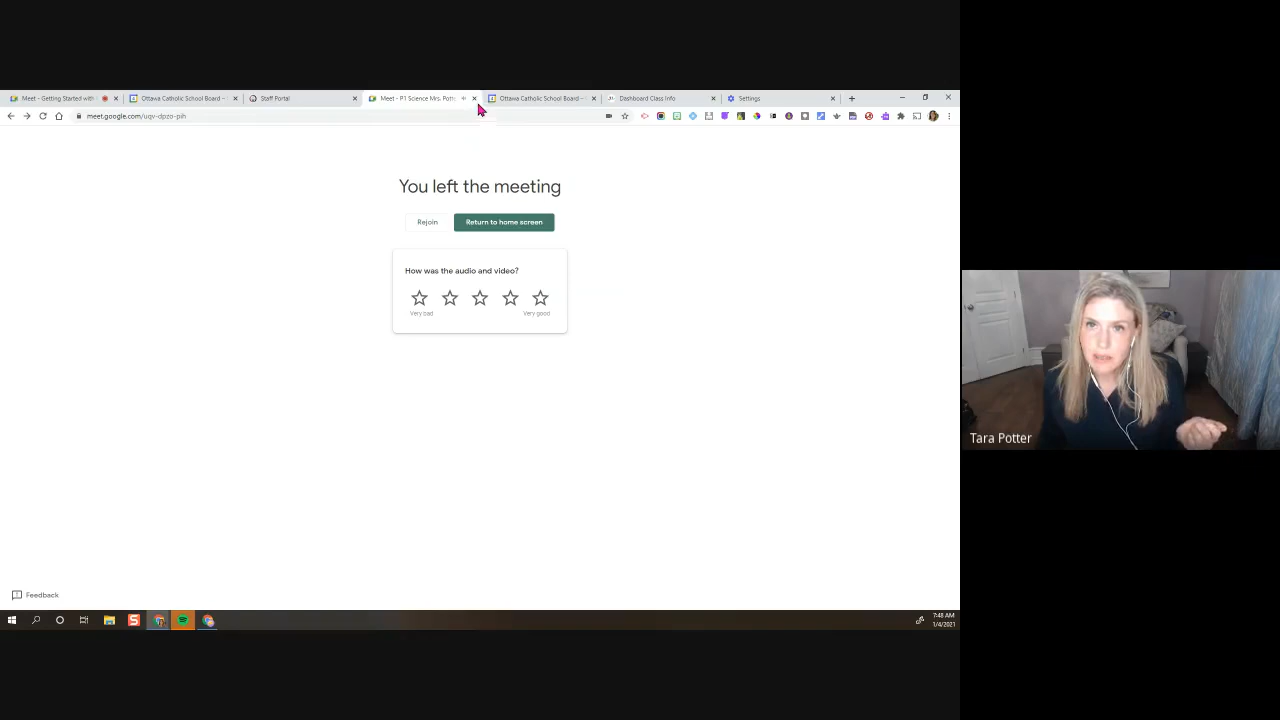 Meet - Getting Started with
Ottawa Catholic School Board -
Staff Portal
Meet - P1 Science Mrs. Pott
Ottawa Catholic School Board -
Dashboard Class Info
Settings
meet.google.com/uqv-dpzo-pih
You left the meeting
Rejoin
Return to home screen
How was the audio and video?
Very bad
Very good
Tara Potter
Feedback
7:48 AM
1/4/2021